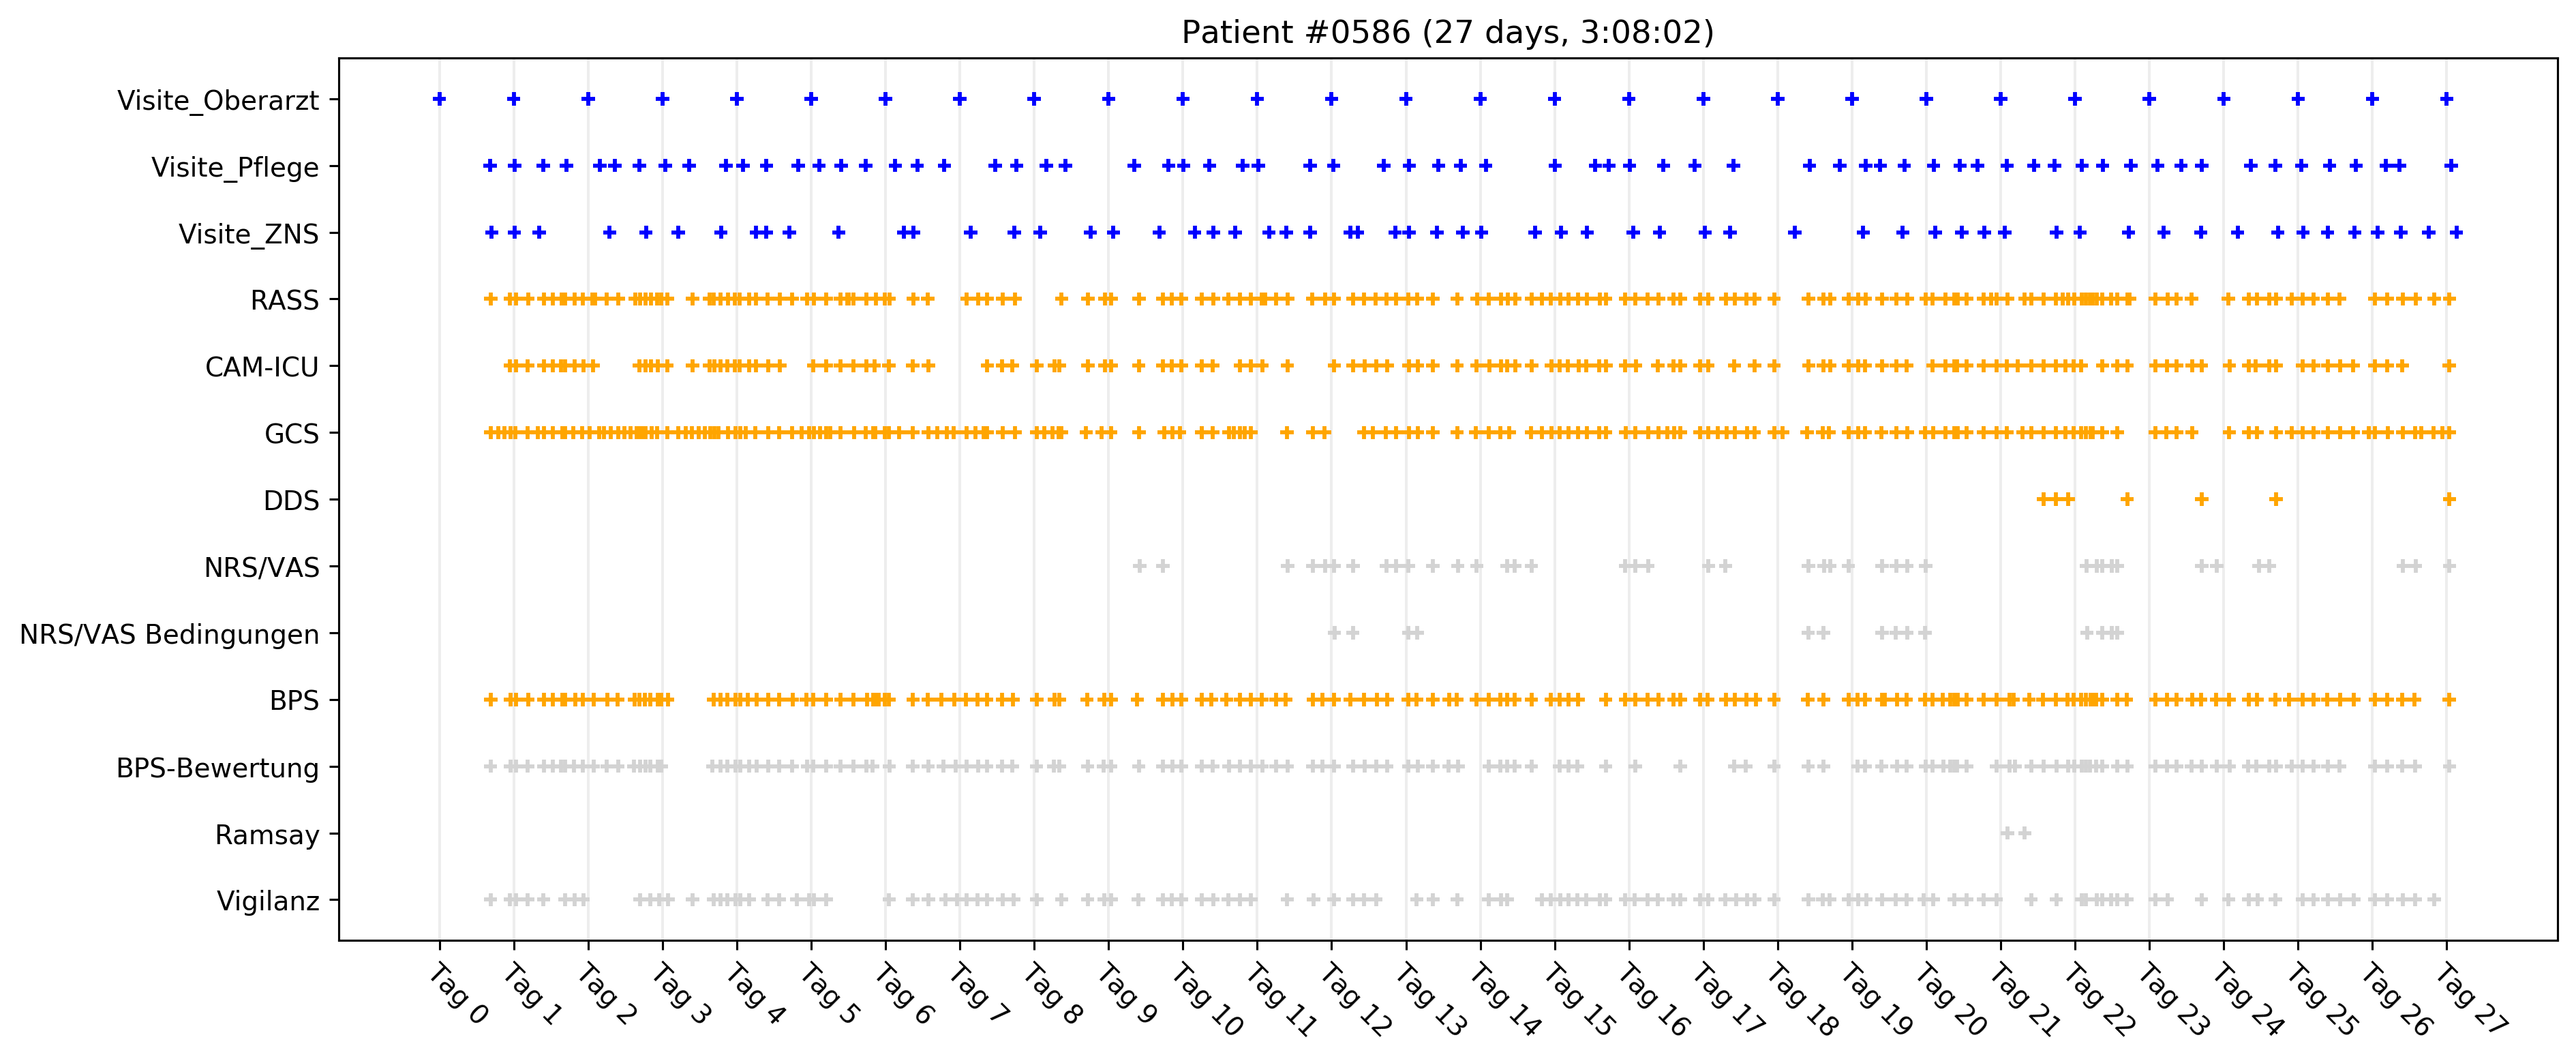 Patient #0586 (27 days, 3:08:02)
Visite_Oberarzt
Visite_Pflege
Visite_ZNS
RASS
CAM-ICU
GCS
DDS
NRS/VAS
NRS/VAS Bedingungen
BPS
BPS-Bewertung
Ramsay
Vigilanz
Tag 0
Tag 1
Tag 2
Tag 3
Tag 4
Tag 5
Tag 6
Tag 7
Tag 8
Tag 9
Tag 10
Tag 11
Tag 12
Tag 13
Tag 14
Tag 15
Tag 16
Tag 17
Tag 18
Tag 19
Tag 20
Tag 21
Tag 22
Tag 23
Tag 24
Tag 25
Tag 26
Tag 27